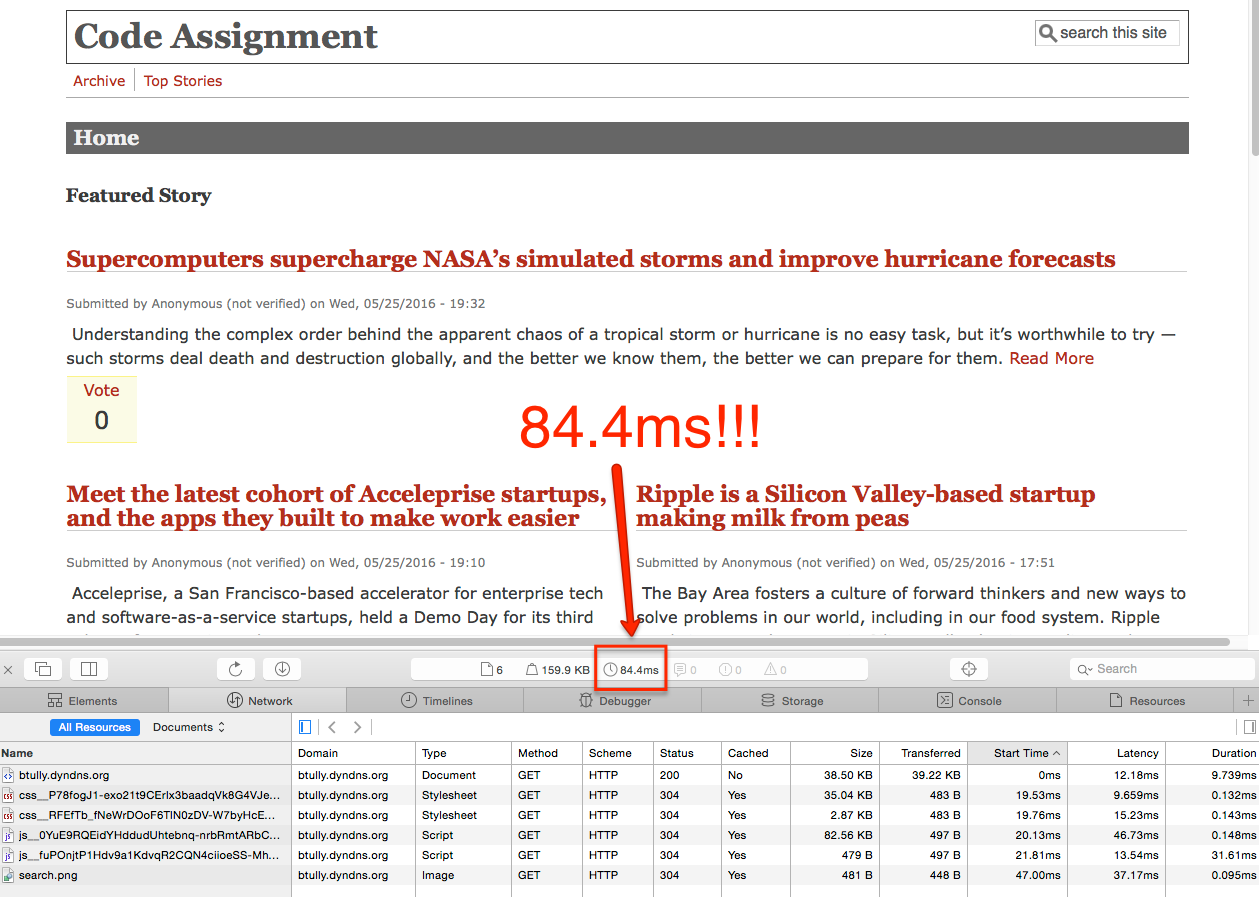 Code Assignment
search this site
Archive
Top Stories
Home
Featured Story
Supercomputers supercharge NASA’s simulated storms and improve hurricane forecasts
Submitted by Anonymous (not verified) on Wed, 05/25/2016 - 19:32
Understanding the complex order behind the apparent chaos of a tropical storm or hurricane is no easy task, but it’s worthwhile to try —
such storms deal death and destruction globally, and the better we know them, the better we can prepare for them. Read More
Vote
0
84.4ms!!!
Meet the latest cohort of Acceleprise startups,
and the apps they built to make work easier
Submitted by Anonymous (not verified) on Wed, 05/25/2016 - 19:10
Acceleprise, a San Francisco-based accelerator for enterprise tech
and software-as-a-service startups, held a Demo Day for its third
Ripple is a Silicon Valley-based startup
making milk from peas
Submitted by Anonymous (not verified) on Wed, 05/25/2016 - 17:51
The Bay Area fosters a culture of forward thinkers and new ways to
solve problems in our world, including in our food system. Ripple
6 159.9 KB 84.4ms 0 0 0 Search
Elements Network Timelines Debugger Storage Console Resources
All Resources Documents
Name Domain Type Method Scheme Status Cached Size Transferred Start Time Latency Duration
btully.dyndns.org btully.dyndns.org Document GET HTTP 200 No 38.50 KB 39.22 KB 0ms 12.18ms 9.739ms
css__P78fogJ1-exo21t9CErIx3baadqVk8G4VJe... btully.dyndns.org Stylesheet GET HTTP 304 Yes 35.04 KB 483 B 19.53ms 9.659ms 0.132ms
css__RFEfTb_fNeWrDOoF6TIN0zDV-W7byHcE... btully.dyndns.org Stylesheet GET HTTP 304 Yes 2.87 KB 483 B 19.76ms 15.23ms 0.143ms
js__0YuE9RQEidYHddudUhtebnq-nrbRmtARbC... btully.dyndns.org Script GET HTTP 304 Yes 82.56 KB 497 B 20.13ms 46.73ms 0.148ms
js__fuPOnjtP1Hdv9a1KdvqR2CQN4ciioeSS-Mh... btully.dyndns.org Script GET HTTP 304 Yes 479 B 497 B 21.81ms 13.54ms 31.61ms
search.png btully.dyndns.org Image GET HTTP 304 Yes 481 B 448 B 47.00ms 37.17ms 0.095ms